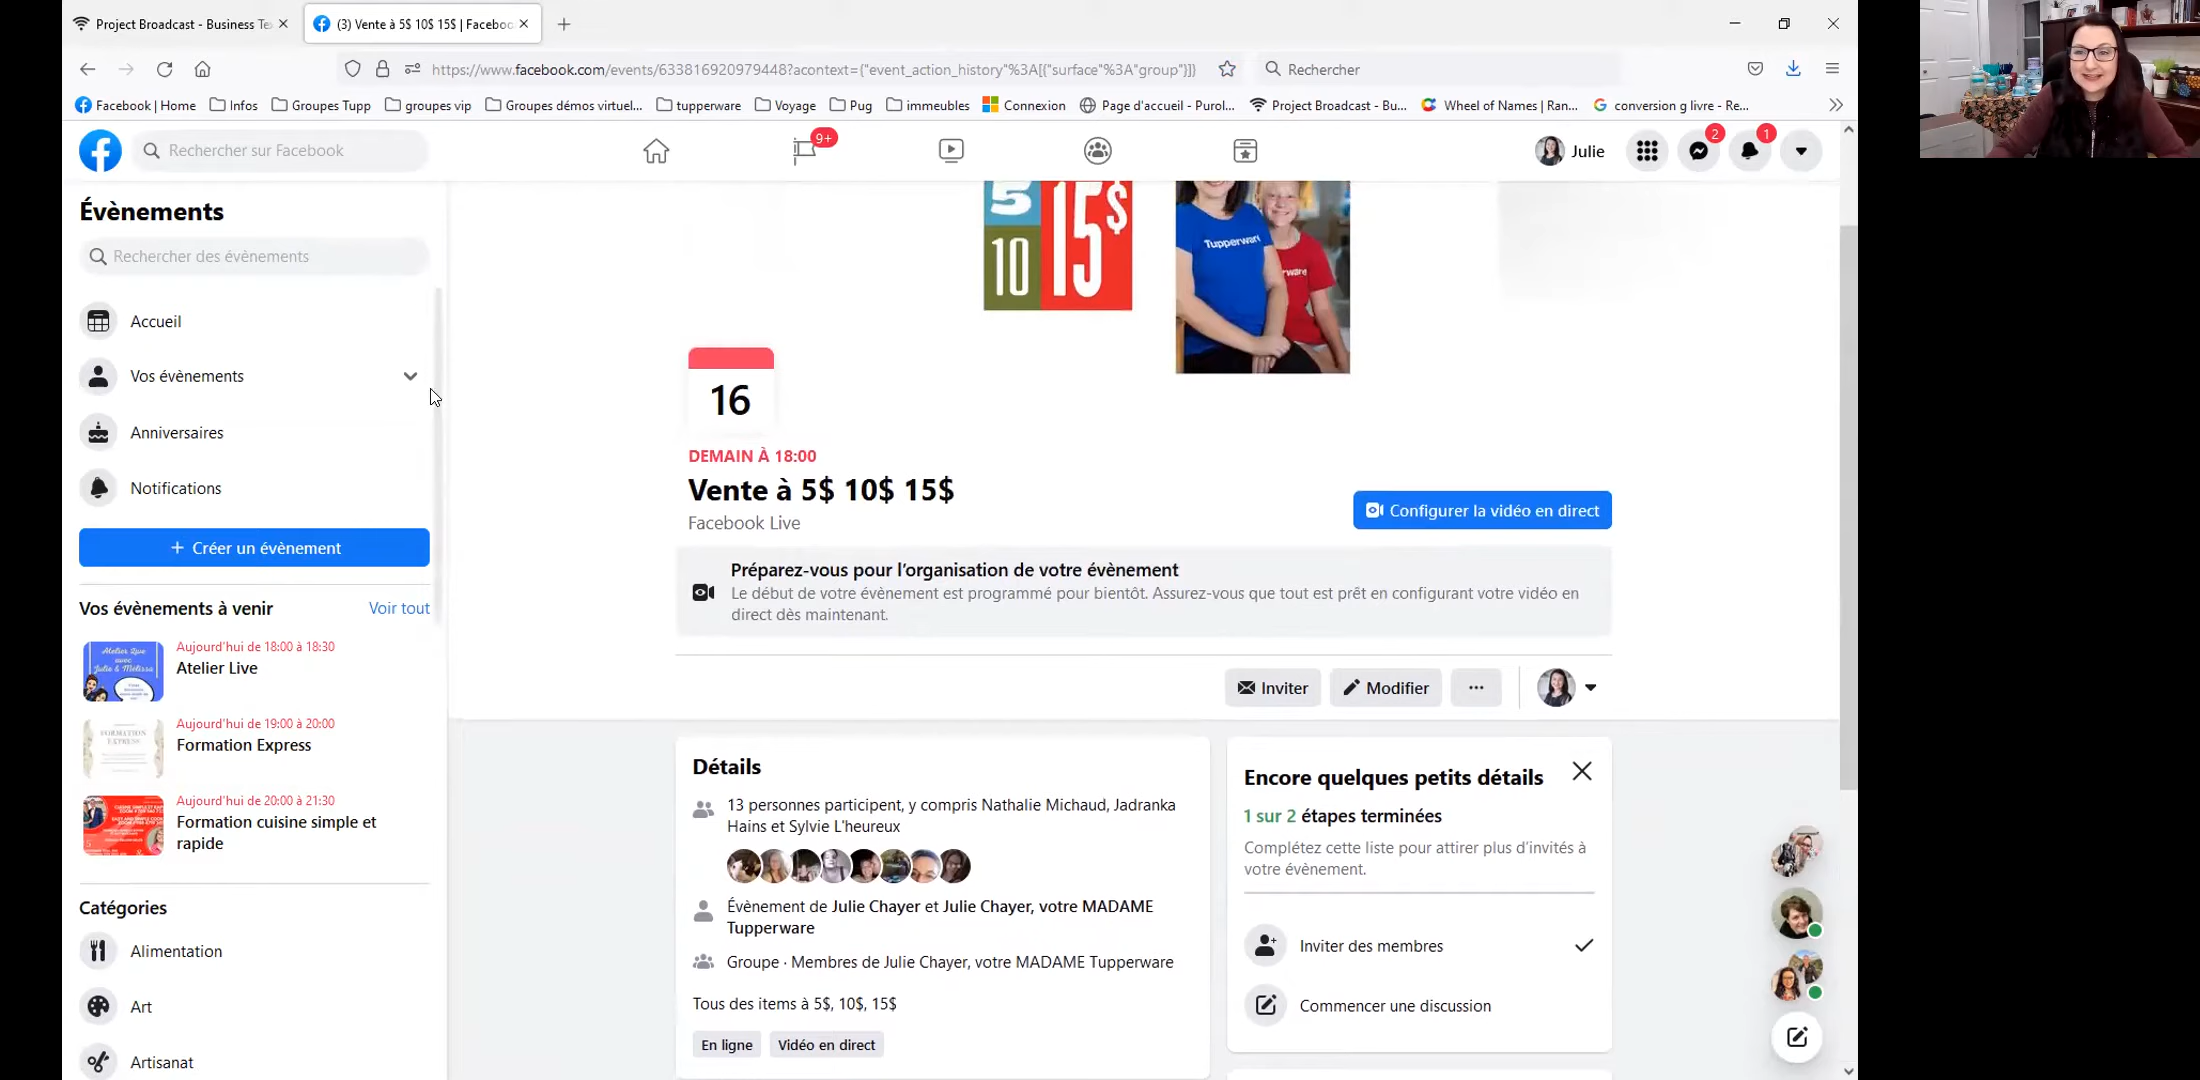 Project Broadcast - Business Te
(3) Vente à 5$ 10$ 15$ | Faceboo
https://www.facebook.com/events/633816920979448?acontext={"event_action_history"%3A[{"surface"%3A"group"}]}
Rechercher
Facebook | Home
Infos
Groupes Tupp
groupes vip
Groupes démos virtuel...
tupperware
Voyage
Pug
immeubles
Connexion
Page d'accueil - Purol...
Project Broadcast - Bu...
Wheel of Names | Ran...
conversion g livre - Re...
Rechercher sur Facebook
9+
Julie
2
1
Évènements
Rechercher des évènements
Accueil
Vos évènements
Anniversaires
Notifications
+ Créer un évènement
Vos évènements à venir
Voir tout
Aujourd'hui de 18:00 à 18:30
Atelier Live
Atelier Live
avec
Julie & Mélissa
Aujourd'hui de 19:00 à 20:00
Formation Express
FORMATION
EXPRESS
Aujourd'hui de 20:00 à 21:30
Formation cuisine simple et
rapide
Catégories
Alimentation
Art
Artisanat
5
10
15$
Tupperware
rware
16
DEMAIN À 18:00
Vente à 5$ 10$ 15$
Facebook Live
Configurer la vidéo en direct
Préparez-vous pour l'organisation de votre évènement
Le début de votre évènement est programmé pour bientôt. Assurez-vous que tout est prêt en configurant votre vidéo en
direct dès maintenant.
Inviter
Modifier
Détails
13 personnes participent, y compris Nathalie Michaud, Jadranka
Hains et Sylvie L'heureux
Évènement de Julie Chayer et Julie Chayer, votre MADAME
Tupperware
Groupe · Membres de Julie Chayer, votre MADAME Tupperware
Tous des items à 5$, 10$, 15$
En ligne
Vidéo en direct
Encore quelques petits détails
1 sur 2 étapes terminées
Complétez cette liste pour attirer plus d'invités à
votre évènement.
Inviter des membres
Commencer une discussion